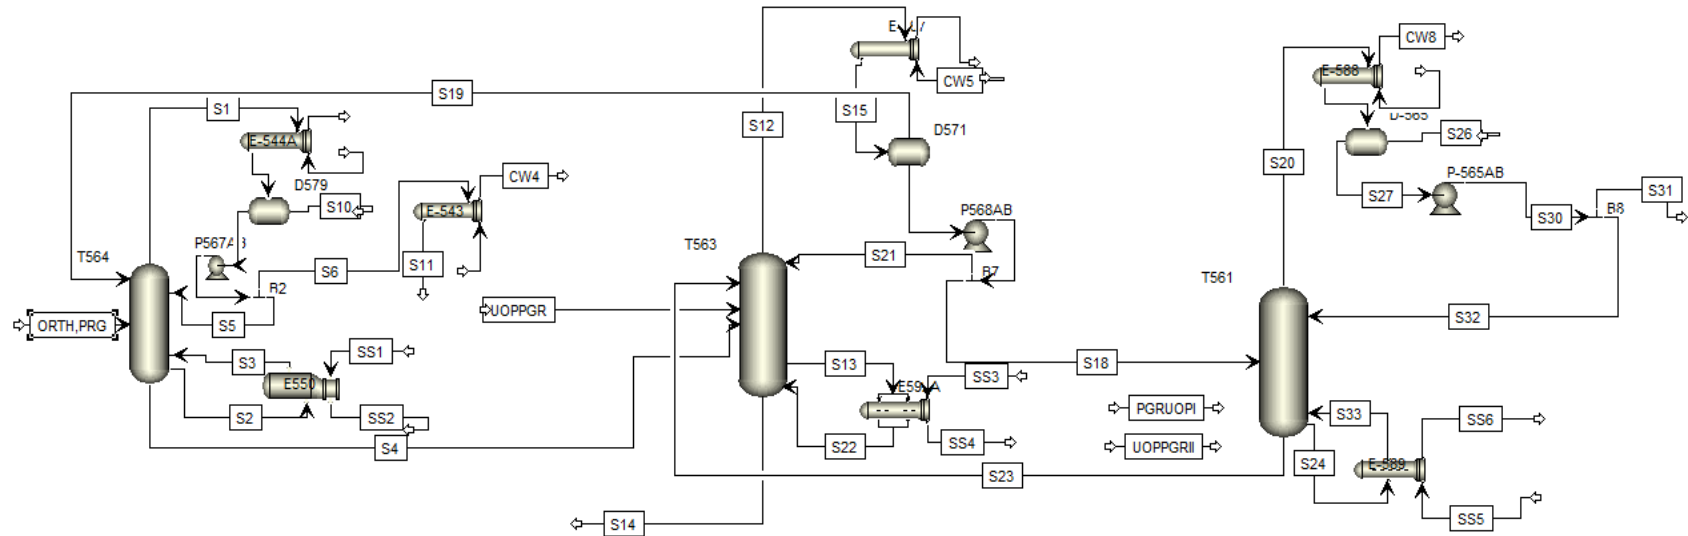 CW8
E-588
CW5
S19
S15
S1
S12
D571
S26
E-544A
S20
CW4
D579
P-565AB
S31
S10
E-543
S27
P568AB
S30
B8
T563
T564
S21
S6
S11
B7
T561
B2
UOPPGR
ORTH,PRG
S5
S32
SS1
S3
S13
S18
SS3
E550
PGRUOPI
S33
SS6
S2
SS2
S22
SS4
UOPPGRII
S4
S24
E-589
S23
SS5
S14